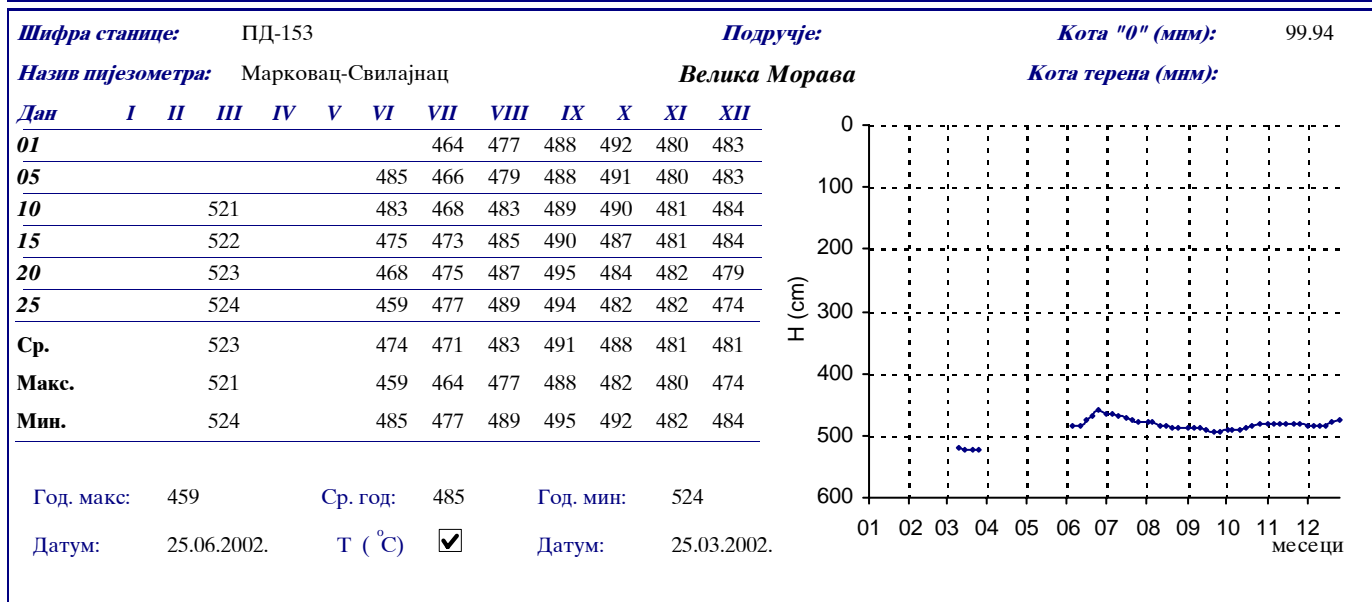 Шифра станице: ПД-153 Подручје: Кота "0" (мнм): 99.94
Назив пијезометра: Марковац-Свилајнац Велика Морава Кота терена (мнм):
Дан I II III IV V VI VII VIII IX X XI XII
01 464 477 488 492 480 483
05 485 466 479 488 491 480 483
10 521 483 468 483 489 490 481 484
15 522 475 473 485 490 487 481 484
20 523 468 475 487 495 484 482 479
25 524 459 477 489 494 482 482 474
Ср. 523 474 471 483 491 488 481 481
Макс. 521 459 464 477 488 482 480 474
Мин. 524 485 477 489 495 492 482 484
Год. макс: 459 Ср. год: 485 Год. мин: 524
Датум: 25.06.2002. T ( °C) Датум: 25.03.2002.
0
100
200
300
400
500
600
H (cm)
01 02 03 04 05 06 07 08 09 10 11 12
месеци